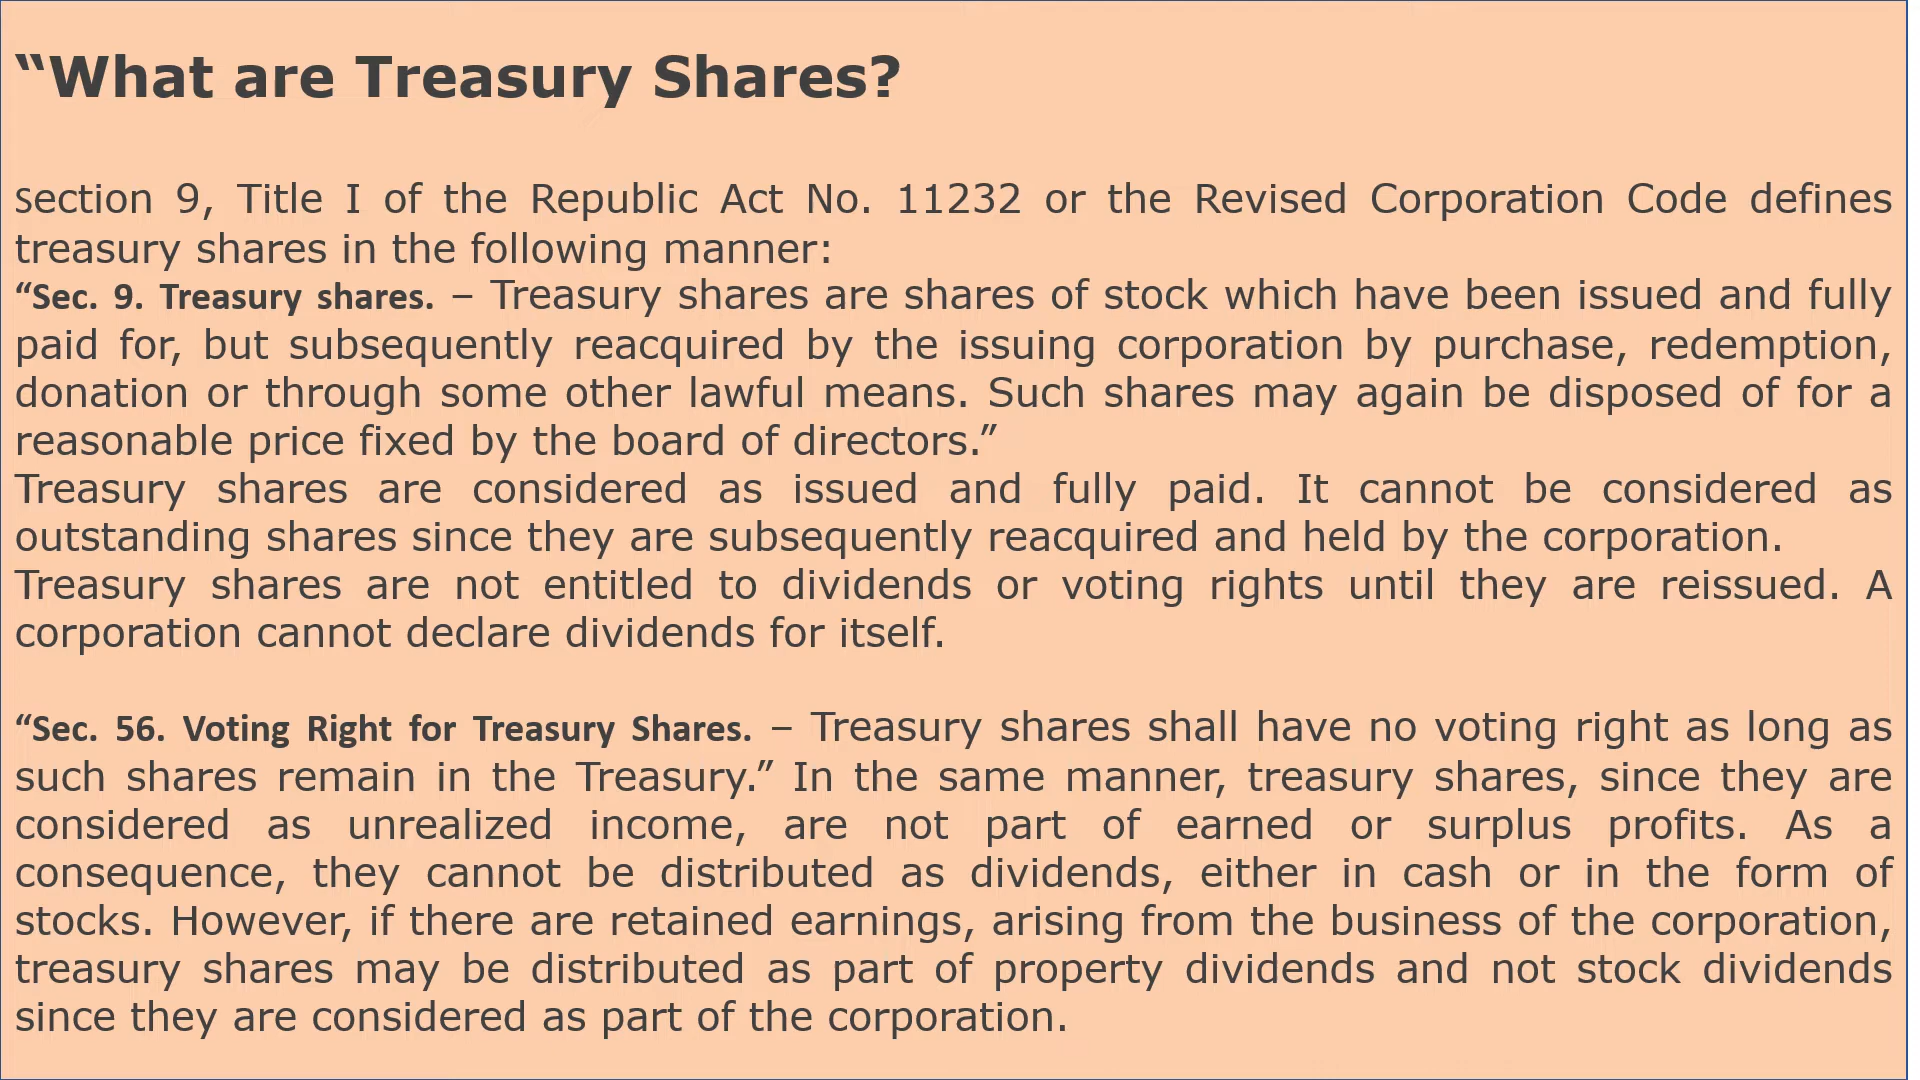 “What are Treasury Shares?
Section 9, Title I of the Republic Act No. 11232 or the Revised Corporation Code defines
treasury shares in the following manner:
“Sec. 9. Treasury shares. – Treasury shares are shares of stock which have been issued and fully
paid for, but subsequently reacquired by the issuing corporation by purchase, redemption,
donation or through some other lawful means. Such shares may again be disposed of for a
reasonable price fixed by the board of directors.”
Treasury shares are considered as issued and fully paid. It cannot be considered as
outstanding shares since they are subsequently reacquired and held by the corporation.
Treasury shares are not entitled to dividends or voting rights until they are reissued. A
corporation cannot declare dividends for itself.
“Sec. 56. Voting Right for Treasury Shares. – Treasury shares shall have no voting right as long as
such shares remain in the Treasury.” In the same manner, treasury shares, since they are
considered as unrealized income, are not part of earned or surplus profits. As a
consequence, they cannot be distributed as dividends, either in cash or in the form of
stocks. However, if there are retained earnings, arising from the business of the corporation,
treasury shares may be distributed as part of property dividends and not stock dividends
since they are considered as part of the corporation.